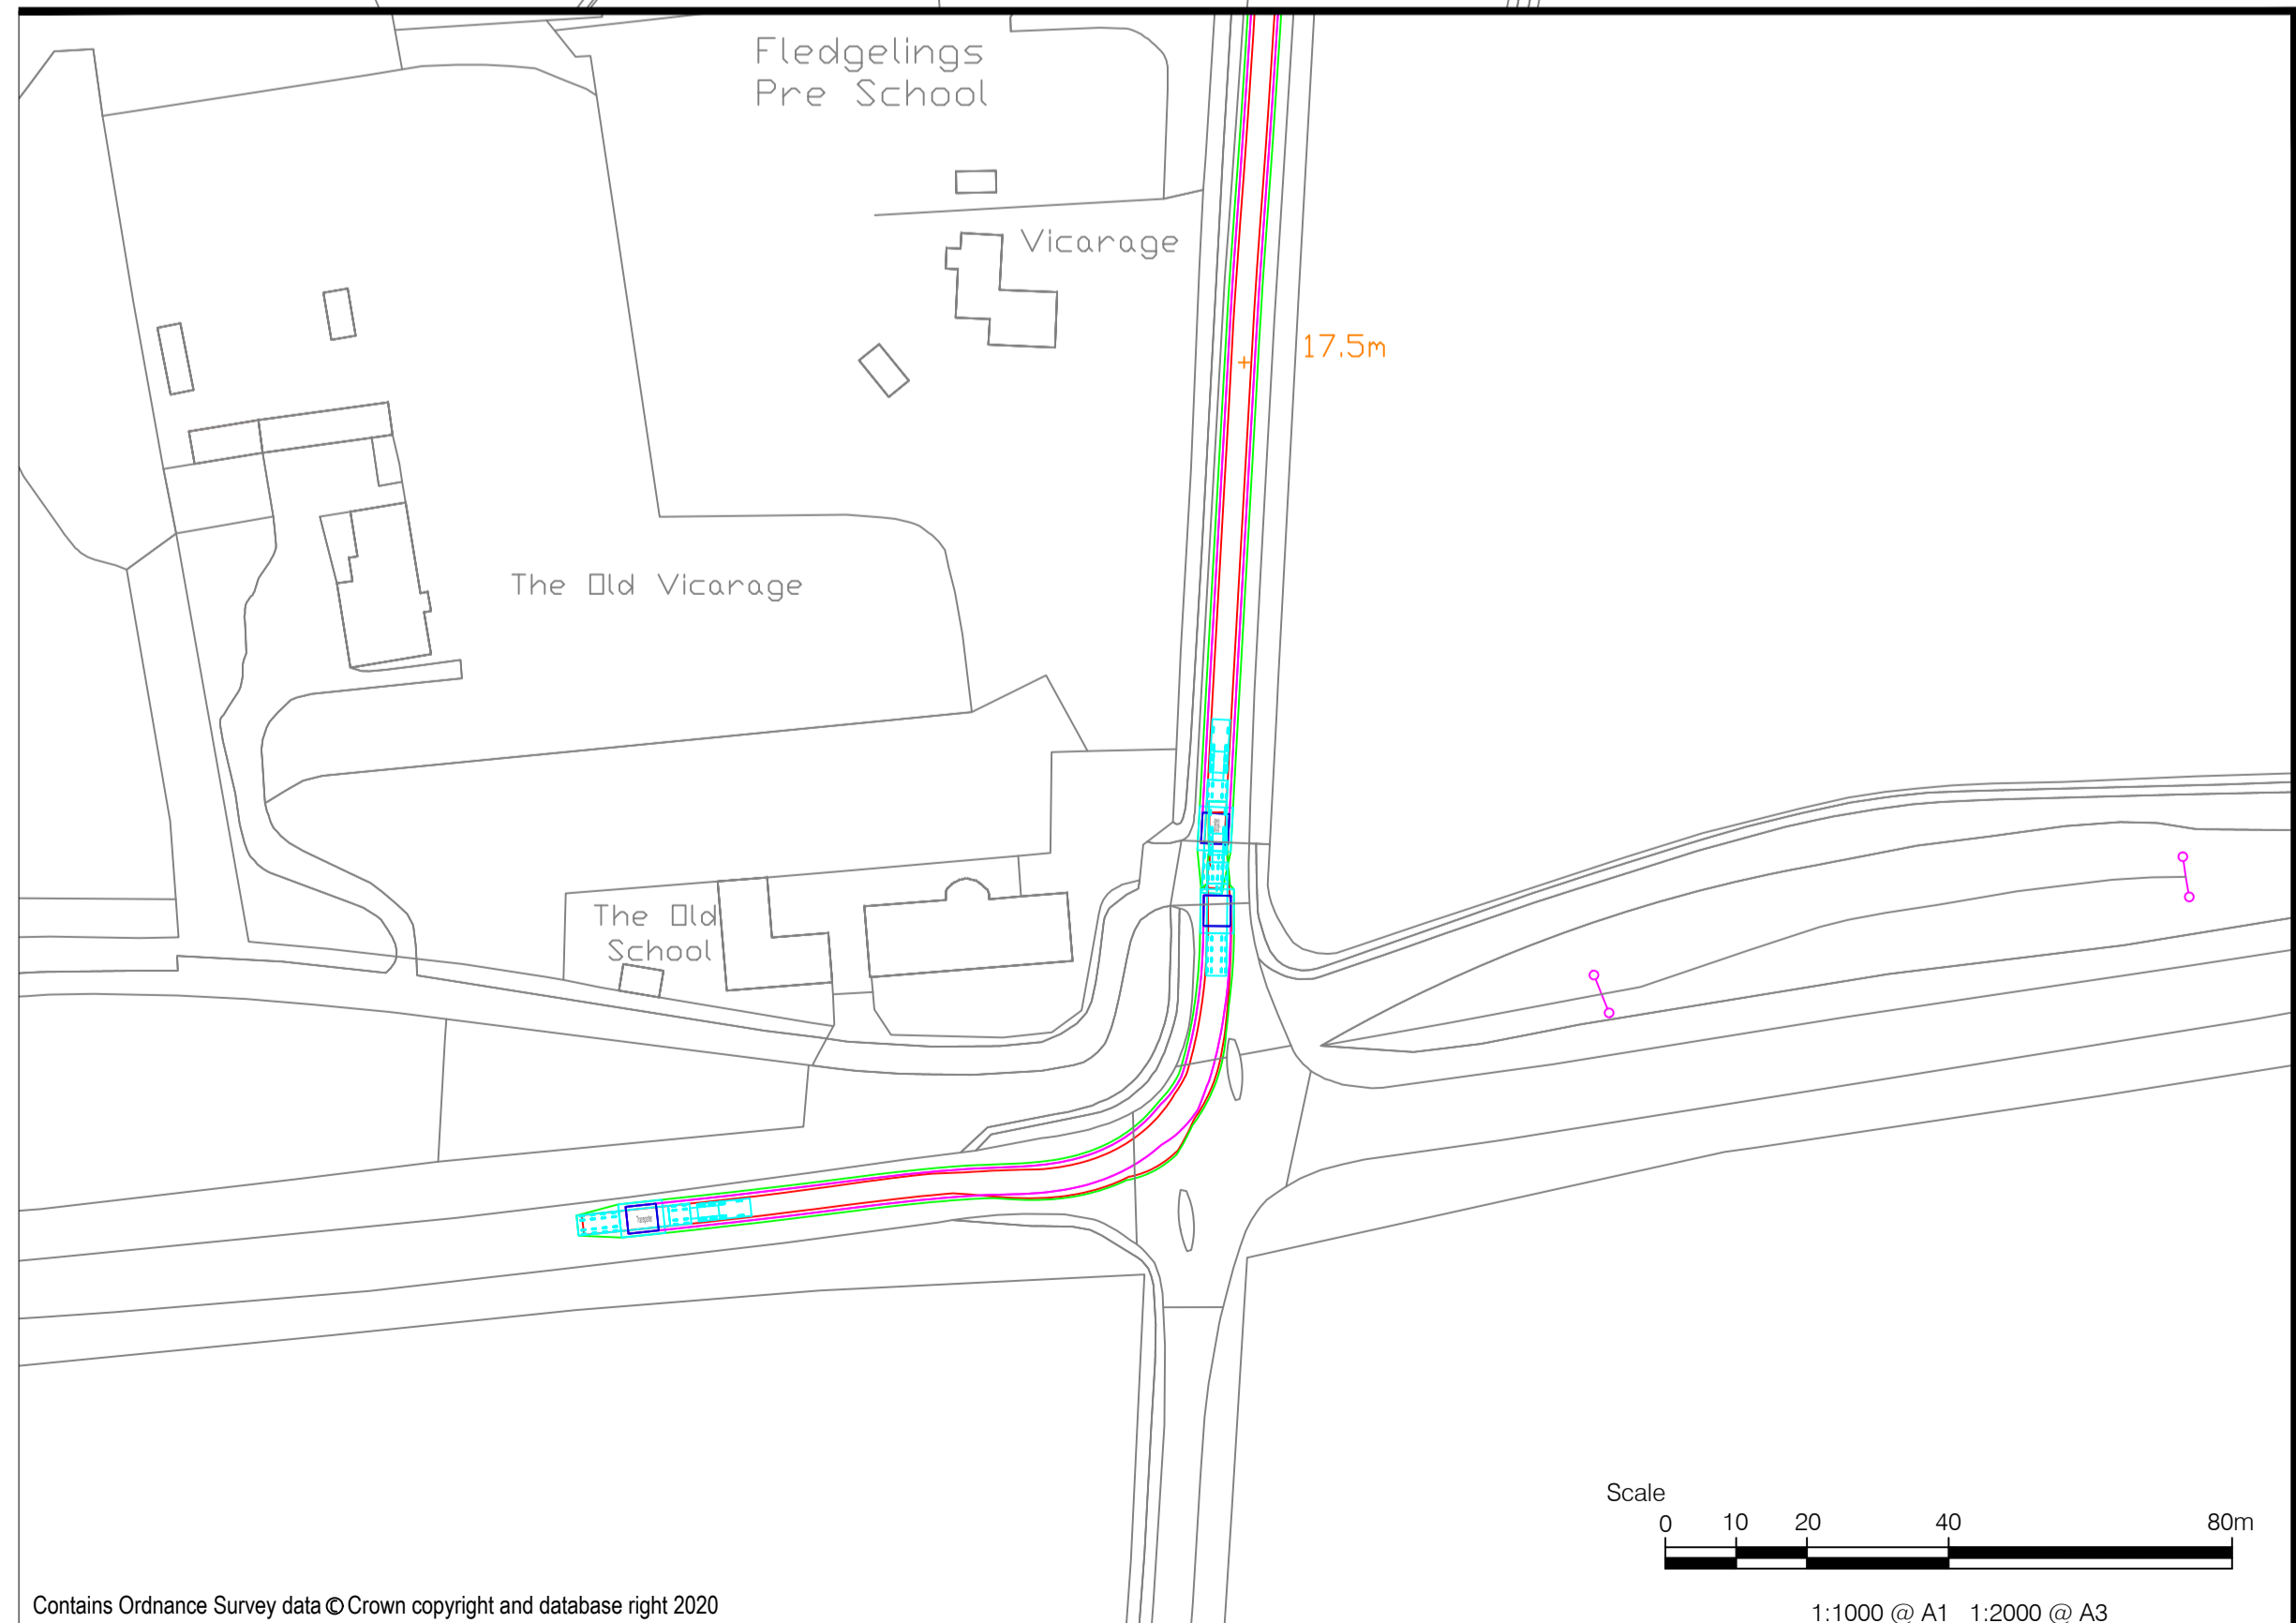 Fledgelings
Pre School
Vicarage
17.5m
The Old Vicarage
The Old
School
Scale
0 10 20 40 80m
1:1000 @ A1 1:2000 @ A3
Contains Ordnance Survey data © Crown copyright and database right 2020